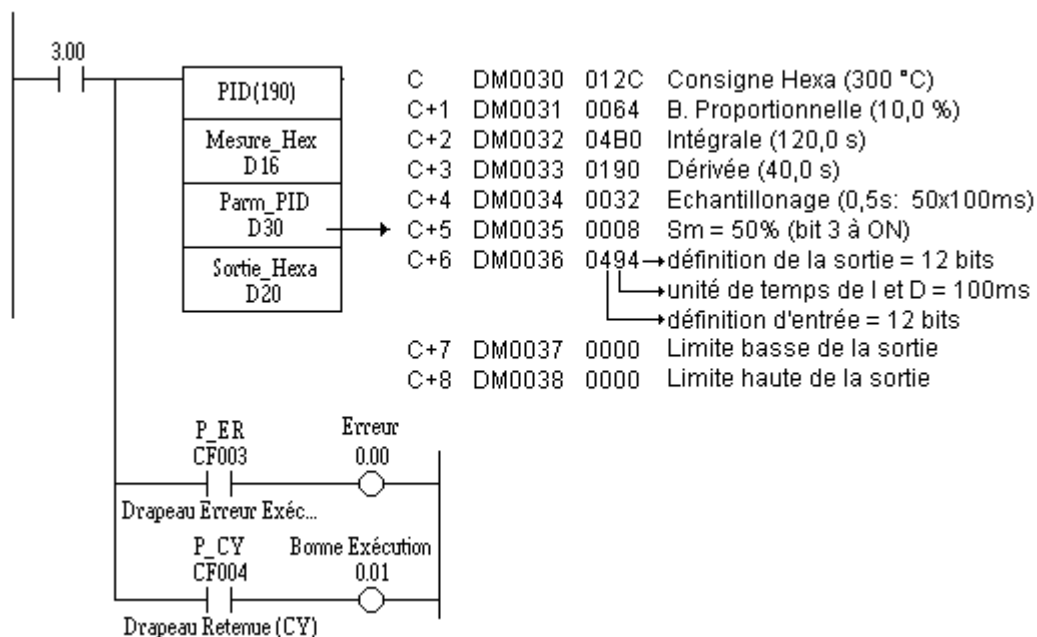 3.00
PID(190)
Mesure_Hex
D16
Parm_PID
D30
Sortie_Hexa
D20
C DM0030 012C Consigne Hexa (300 °C)
C+1 DM0031 0064 B. Proportionnelle (10,0 %)
C+2 DM0032 04B0 Intégrale (120,0 s)
C+3 DM0033 0190 Dérivée (40,0 s)
C+4 DM0034 0032 Echantillonage (0,5s: 50x100ms)
C+5 DM0035 0008 Sm = 50% (bit 3 à ON)
C+6 DM0036 0494 définition de la sortie = 12 bits
unité de temps de I et D = 100ms
définition d'entrée = 12 bits
C+7 DM0037 0000 Limite basse de la sortie
C+8 DM0038 0000 Limite haute de la sortie
P_ER Erreur
CF003 0.00
Drapeau Erreur Exéc...
P_CY Bonne Exécution
CF004 0.01
Drapeau Retenue (CY)